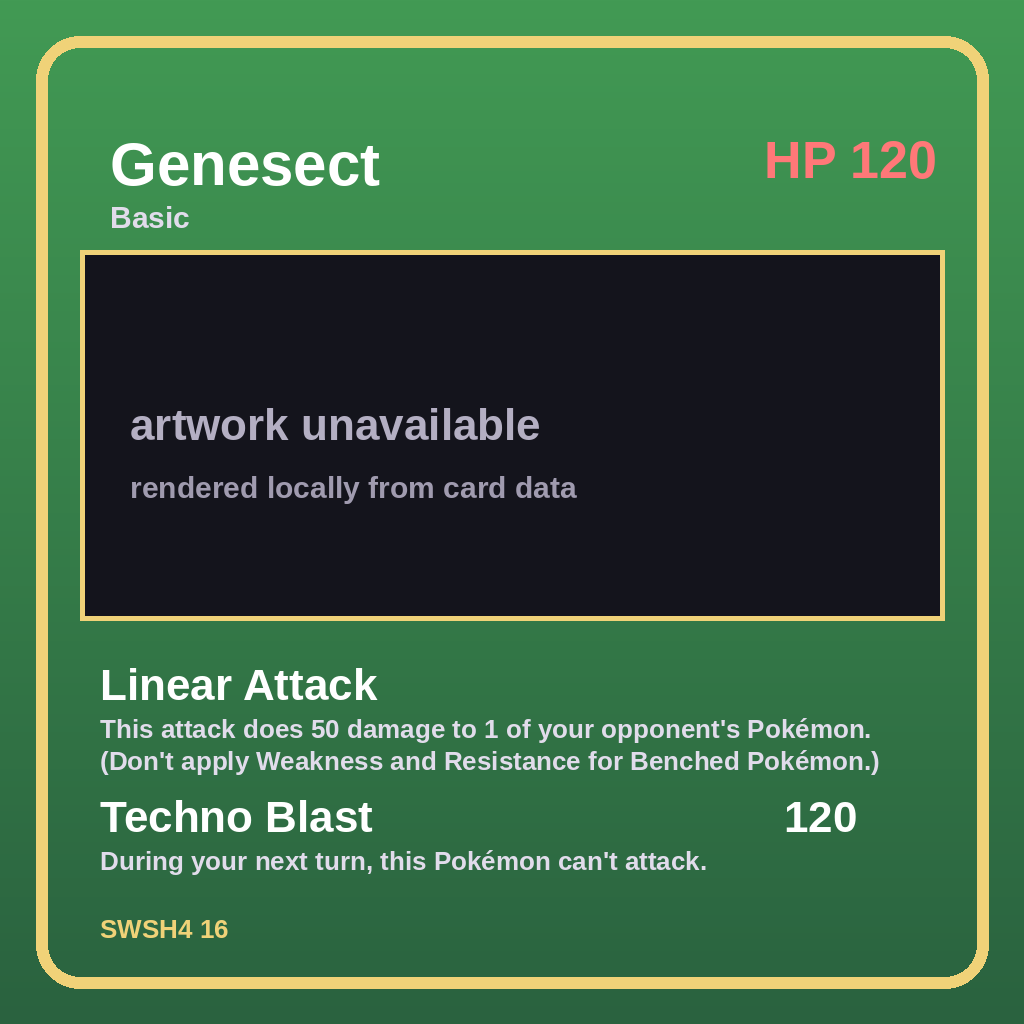 Genesect
HP 120
Basic
artwork unavailable
rendered locally from card data
Linear Attack
This attack does 50 damage to 1 of your opponent's Pokémon.
(Don't apply Weakness and Resistance for Benched Pokémon.)
Techno Blast
120
During your next turn, this Pokémon can't attack.
SWSH4 16